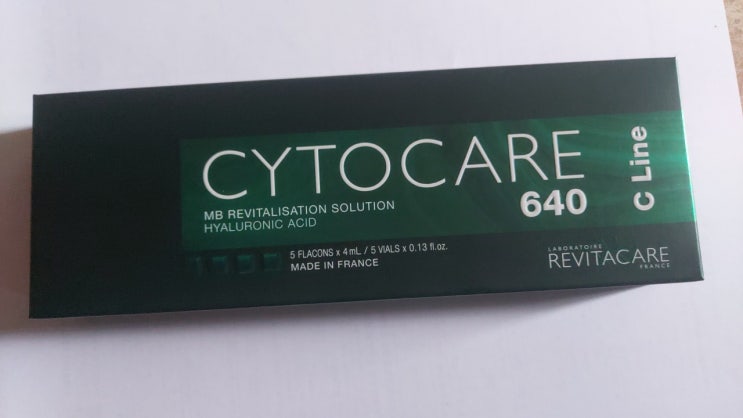 CYTOCARE
640
C Line
MB REVITALISATION SOLUTION
HYALURONIC ACID
5 FLACONS x 4 mL / 5 VIALS x 0.13 fl.oz.
MADE IN FRANCE
LABORATOIRE
REVITACARE
FRANCE